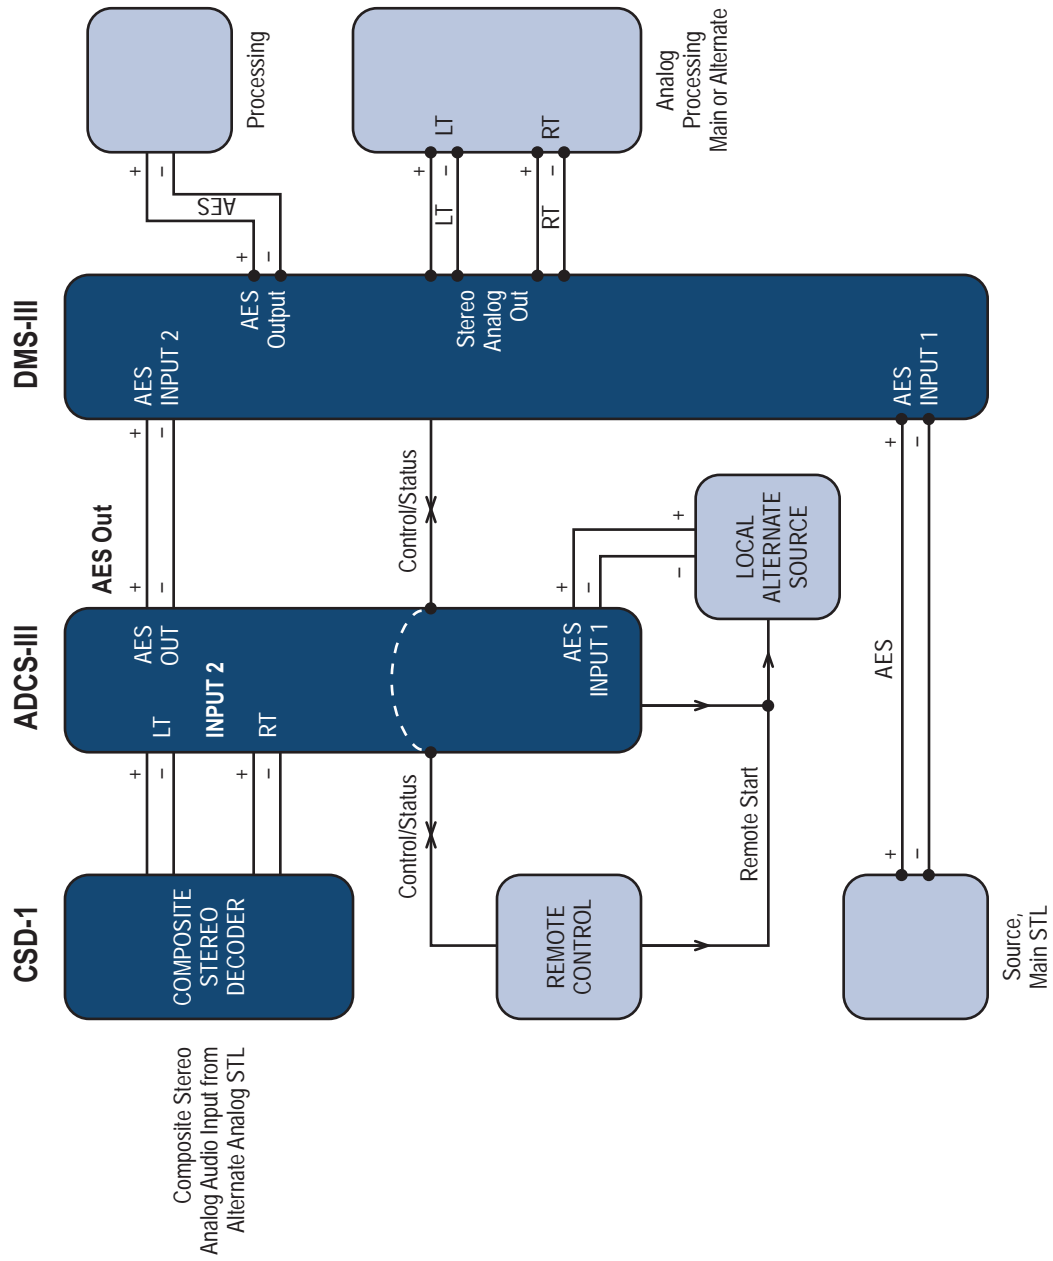 CSD-1
ADCS-III
DMS-III
AES Out
Composite Stereo
Analog Audio Input from
Alternate Analog STL
COMPOSITE
STEREO
DECODER
+
−
+
−
LT
INPUT 2
RT
AES
OUT
+
−
+
−
AES
INPUT 2
AES
Output
+
−
AES
+
−
Processing
Control/Status
Control/Status
Stereo
Analog
Out
LT
RT
+
−
+
−
LT
RT
Analog
Processing
Main or Alternate
REMOTE
CONTROL
Remote Start
AES
INPUT 1
+
−
−
+
LOCAL
ALTERNATE
SOURCE
Source,
Main STL
+
−
AES
+
−
AES
INPUT 1